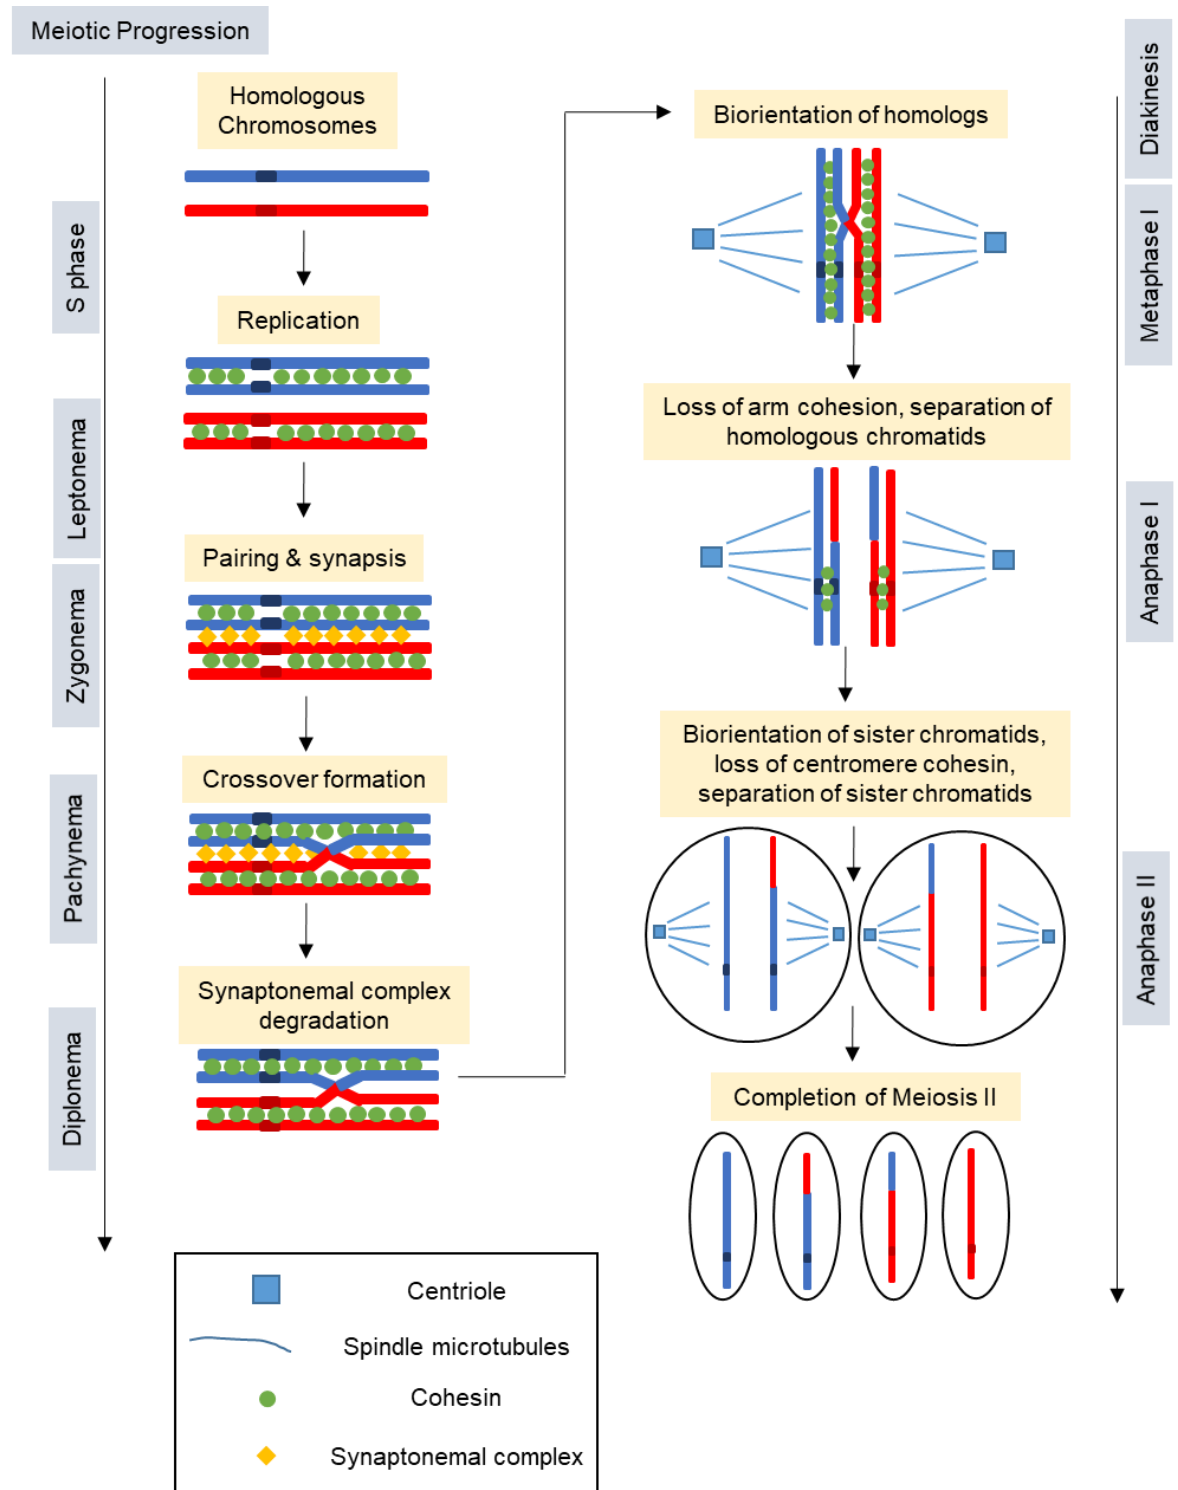 Meiotic Progression
Homologous
Chromosomes
S phase
Replication
Leptonema
Pairing & synapsis
Zygonema
Crossover formation
Pachynema
Synaptonemal complex
degradation
Diplonema
Biorientation of homologs
Diakinesis
Metaphase I
Loss of arm cohesion, separation of
homologous chromatids
Anaphase I
Biorientation of sister chromatids,
loss of centromere cohesin,
separation of sister chromatids
Anaphase II
Completion of Meiosis II
Centriole
Spindle microtubules
Cohesin
Synaptonemal complex